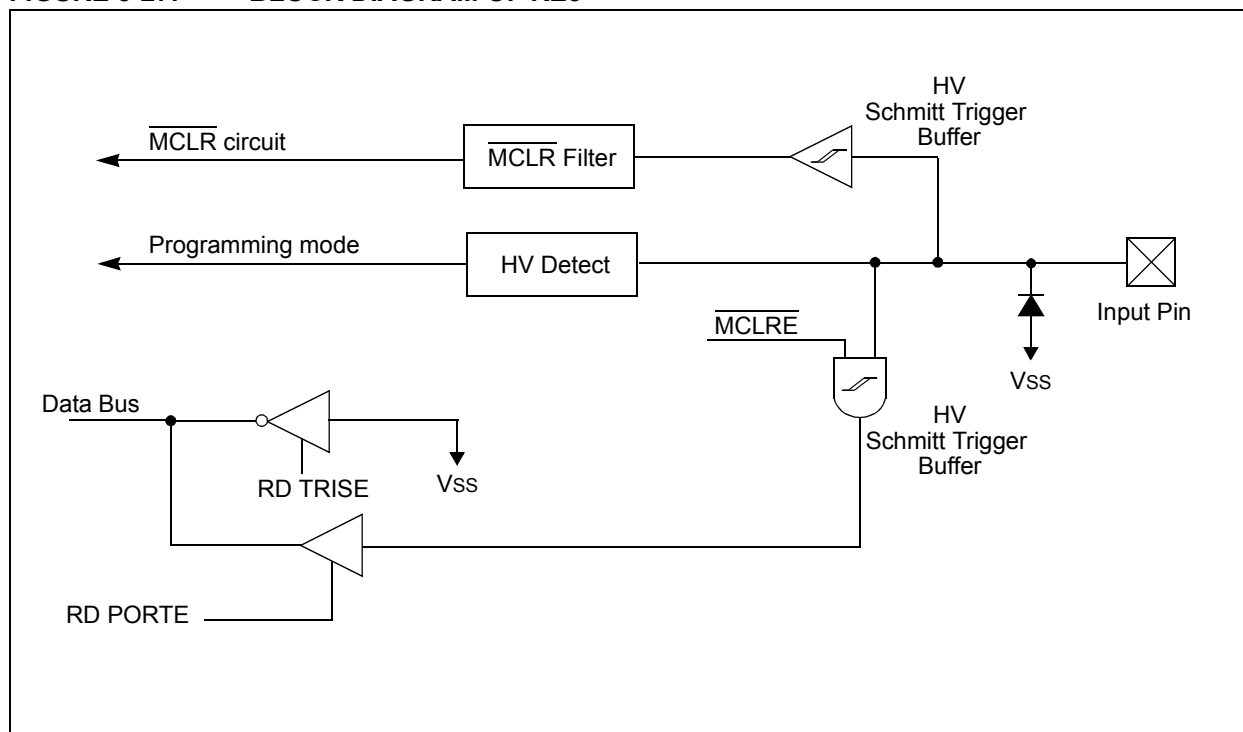 HV
Schmitt Trigger
Buffer
MCLR circuit
MCLR Filter
Programming mode
HV Detect
Input Pin
MCLRE
VSS
Data Bus
HV
Schmitt Trigger
Buffer
RD TRISE
VSS
RD PORTE